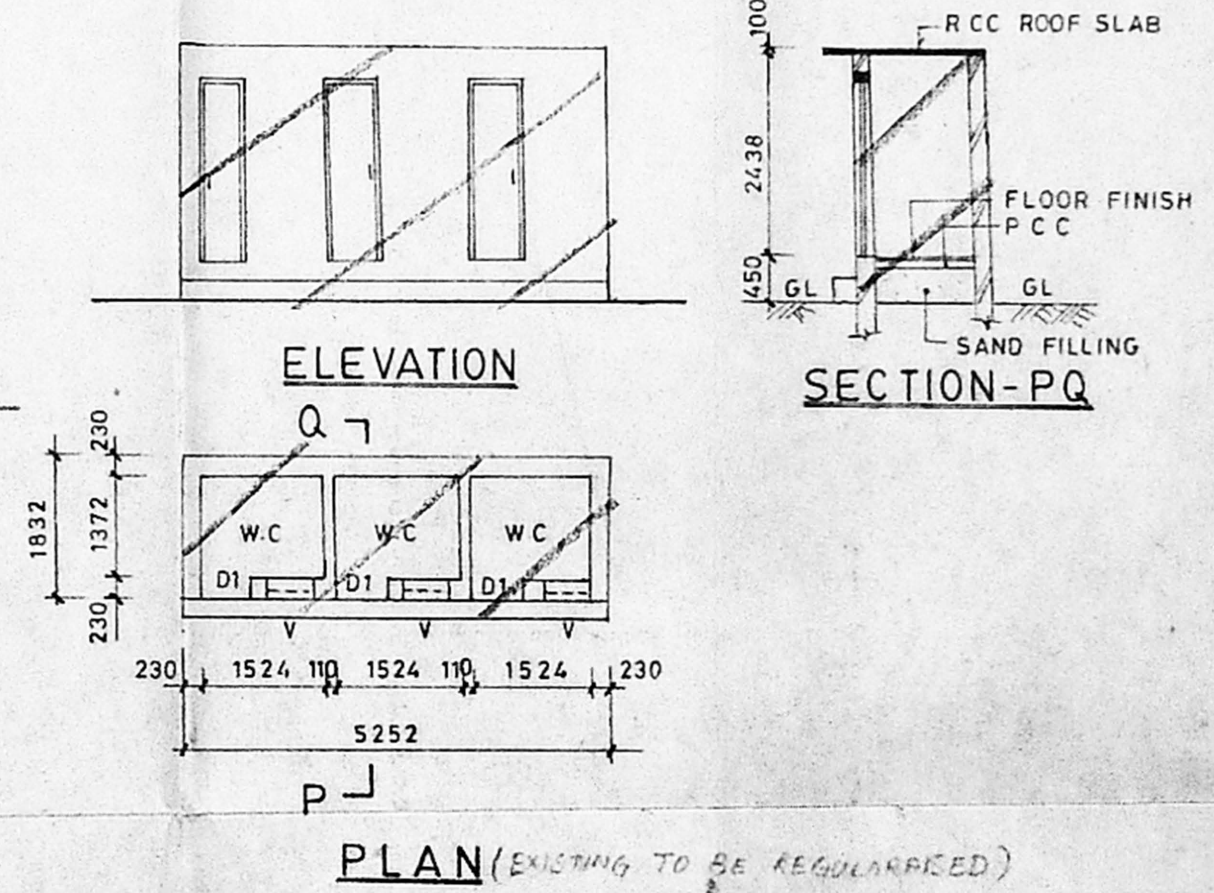 100
RCC ROOF SLAB
2438
FLOOR FINISH
PCC
450
GL
GL
SAND FILLING
ELEVATION
SECTION-PQ
Q
230
1372
230
1832
W.C
W.C
W.C
D1
D1
D1
V
V
V
230 1524 110 1524 110 1524 230
5252
P
PLAN (EXISTING TO BE REGULARAISED)